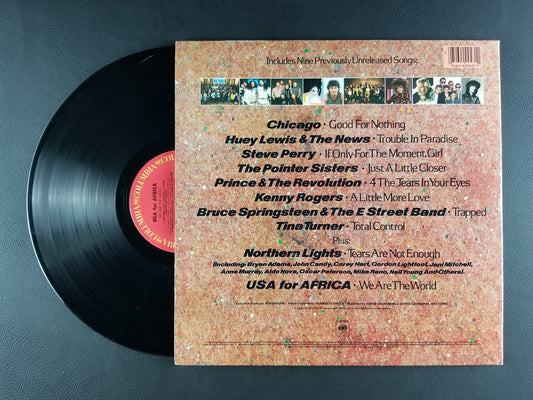 Includes Nine Previously Unreleased Songs:
Chicago • Good For Nothing
Huey Lewis & The News • Trouble In Paradise
Steve Perry • If Only For The Moment, Girl
The Pointer Sisters • Just A Little Closer
Prince & The Revolution • 4 The Tears In Your Eyes
Kenny Rogers • A Little More Love
Bruce Springsteen & The E Street Band • Trapped
Tina Turner • Total Control
Plus:
Northern Lights • Tears Are Not Enough
(Including: Bryan Adams, John Candy, Corey Hart, Gordon Lightfoot, Joni Mitchell,
Anne Murray, Aldo Nova, Oscar Peterson, Mike Reno, Neil Young And Others).
USA for AFRICA • We Are The World
COLUMBIA
COLUMBIA
USA for AFRICA